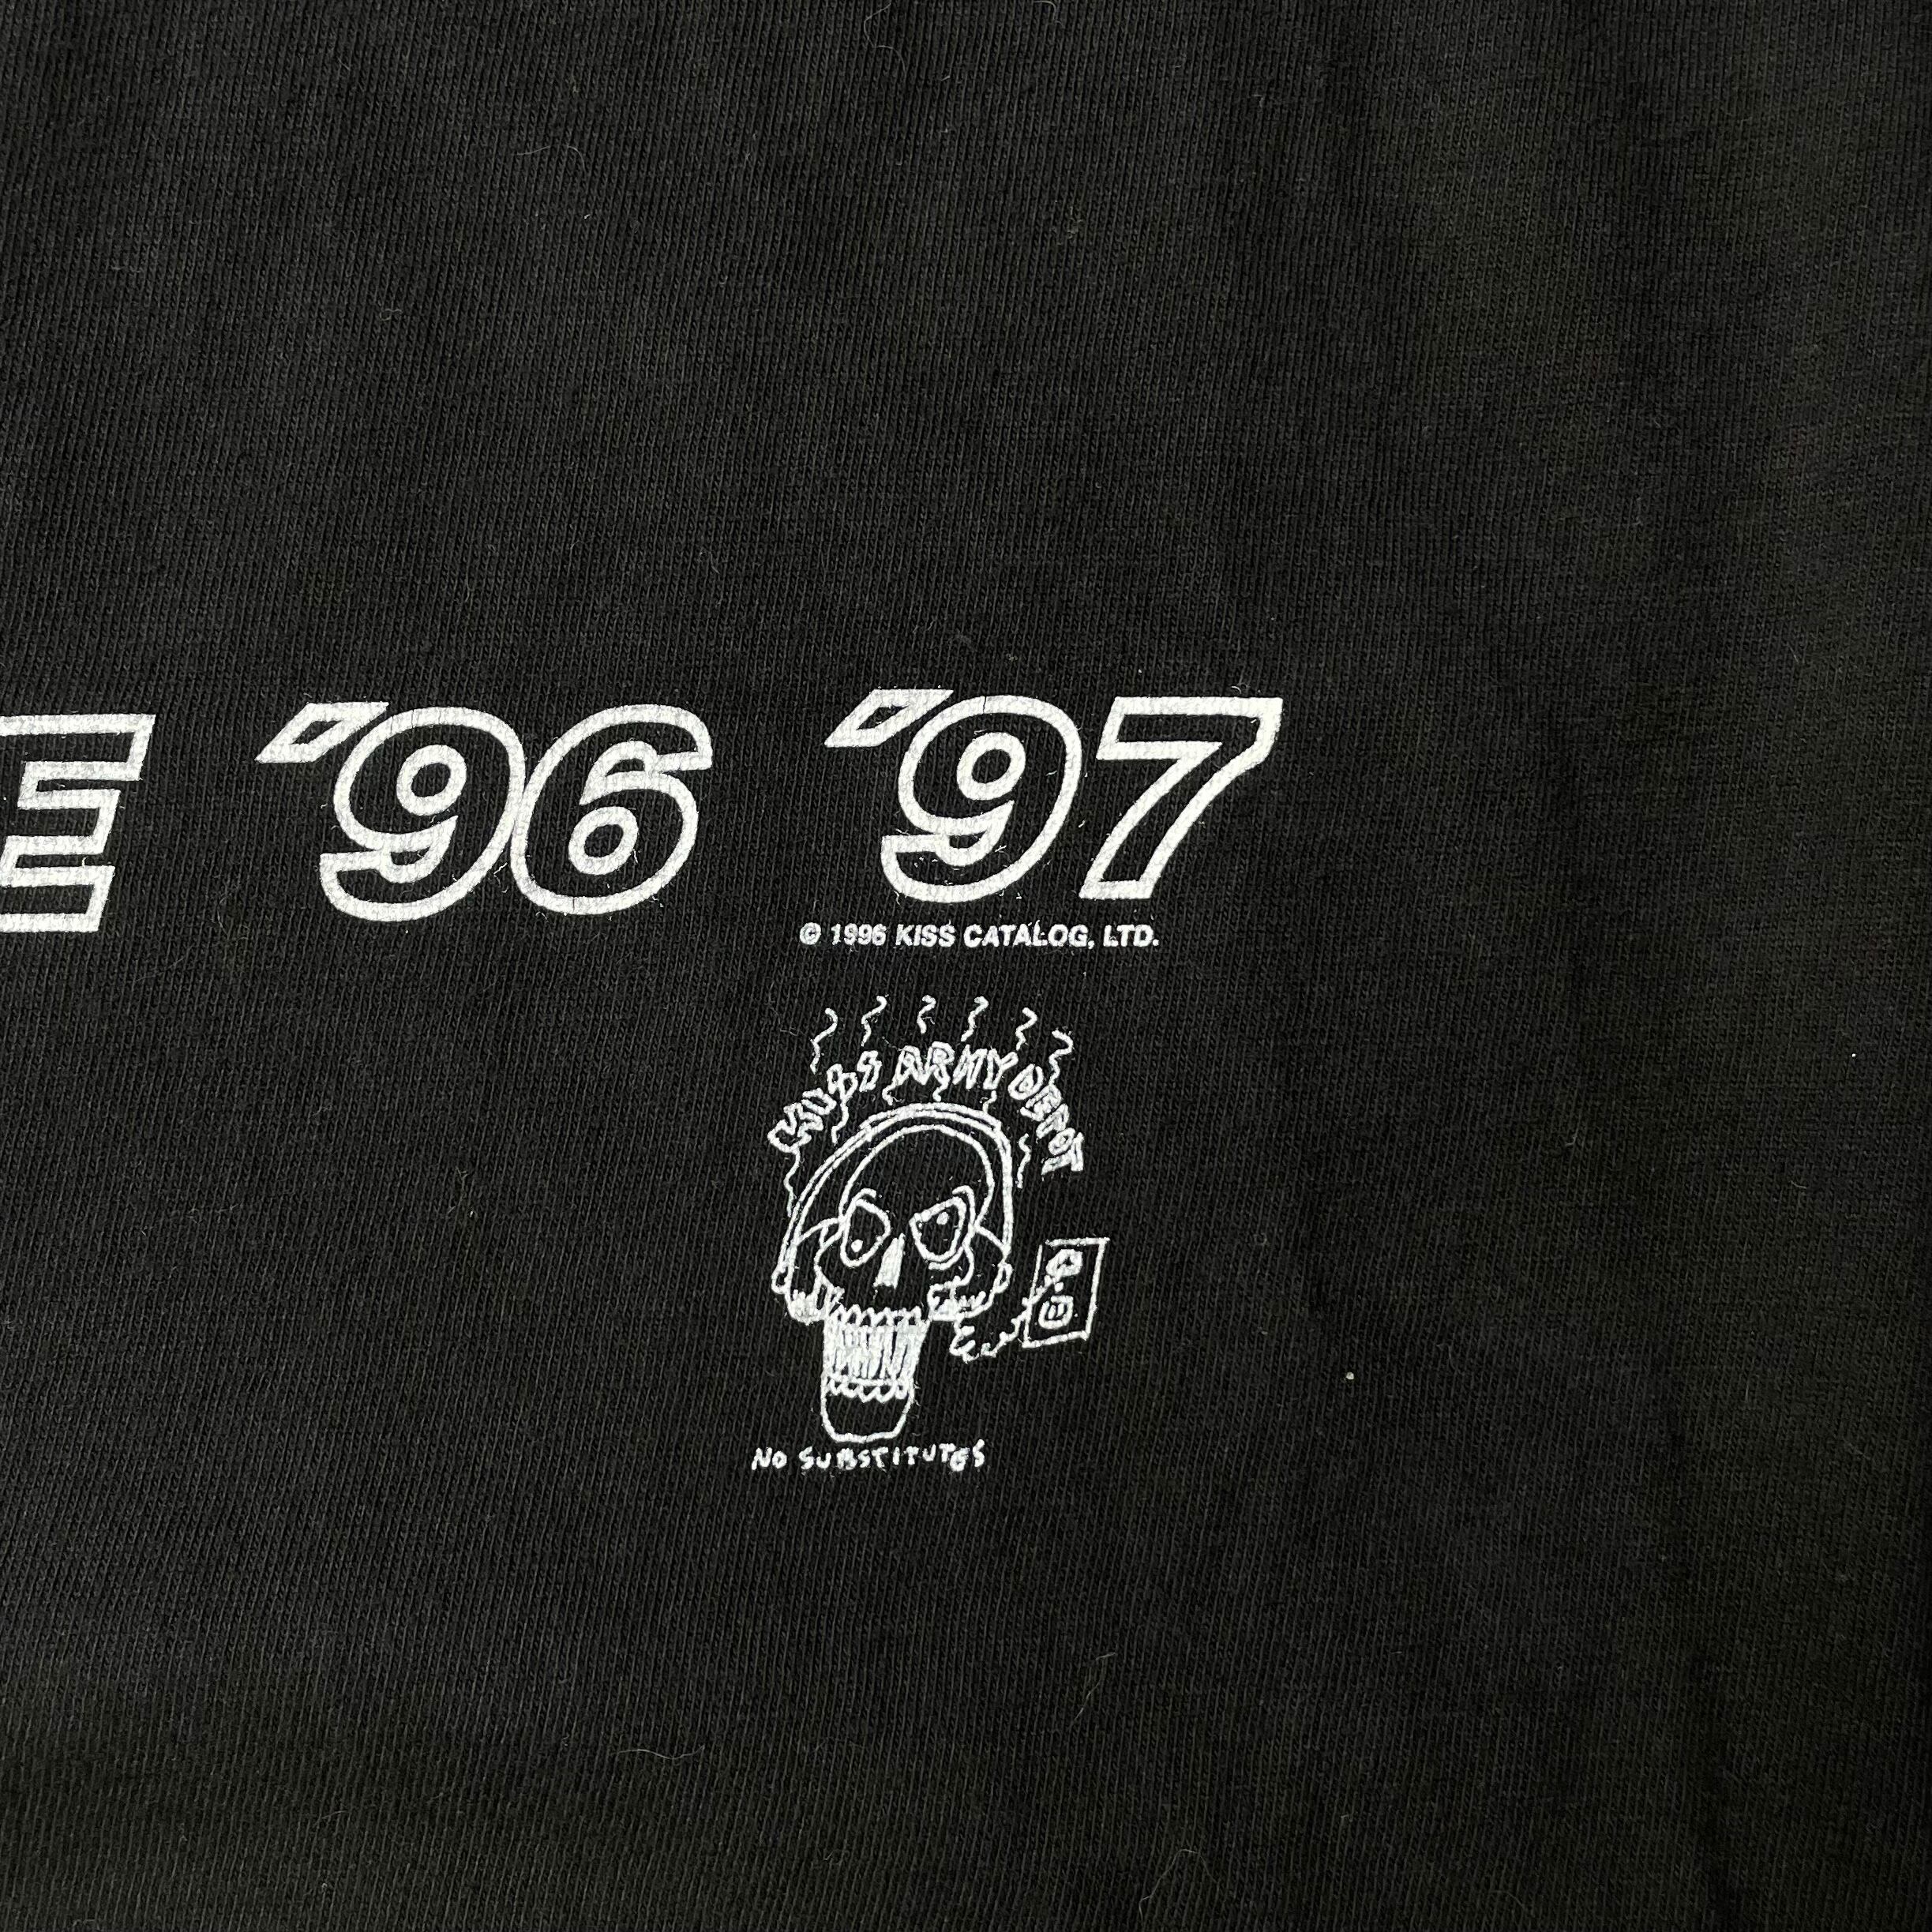 E '96 '97
© 1996 KISS CATALOG, LTD.
KISS ARMY DEPOT
NO SUBSTITUTES